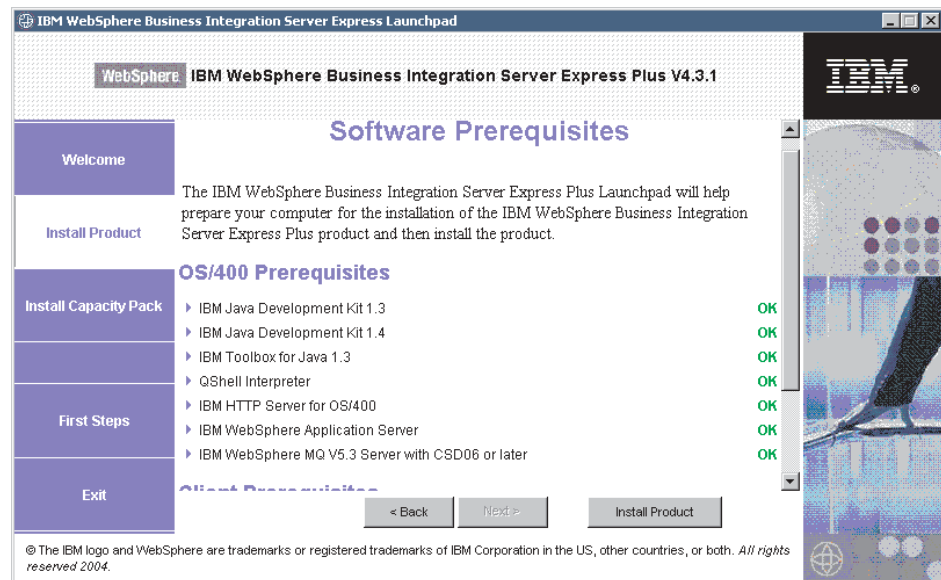 IBM WebSphere Business Integration Server Express Launchpad
WebSphere. IBM WebSphere Business Integration Server Express Plus V4.3.1
IBM®
Welcome
Install Product
Install Capacity Pack
First Steps
Exit
Software Prerequisites
The IBM WebSphere Business Integration Server Express Plus Launchpad will help
prepare your computer for the installation of the IBM WebSphere Business Integration
Server Express Plus product and then install the product.
OS/400 Prerequisites
IBM Java Development Kit 1.3 OK
IBM Java Development Kit 1.4 OK
IBM Toolbox for Java 1.3 OK
QShell Interpreter OK
IBM HTTP Server for OS/400 OK
IBM WebSphere Application Server OK
IBM WebSphere MQ V5.3 Server with CSD06 or later OK
Client Prerequisites
< Back Next > Install Product
© The IBM logo and WebSphere are trademarks or registered trademarks of IBM Corporation in the US, other countries, or both. All rights
reserved 2004.